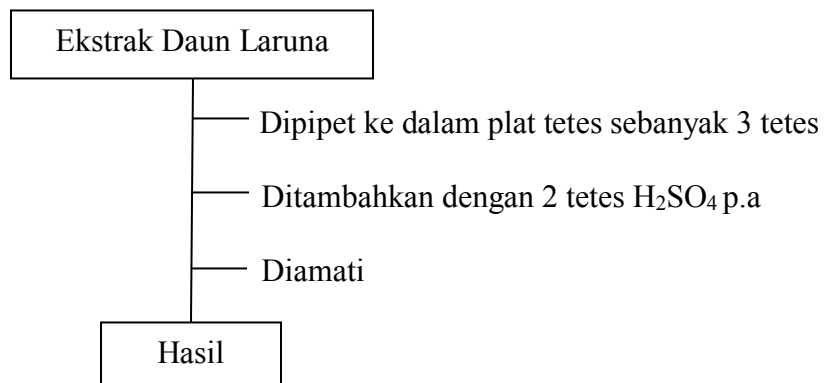 Ekstrak Daun Laruna
Dipipet ke dalam plat tetes sebanyak 3 tetes
Ditambahkan dengan 2 tetes H₂SO₄ p.a
Diamati
Hasil